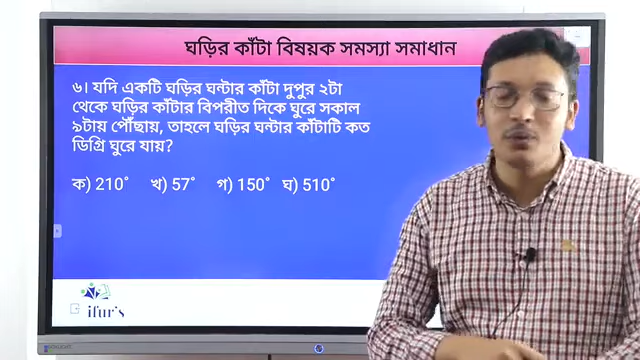 ঘড়ির কাঁটা বিষয়ক সমস্যা সমাধান
৬। যদি একটি ঘড়ির ঘন্টার কাঁটা দুপুর ২টা
থেকে ঘড়ির কাঁটার বিপরীত দিকে ঘুরে সকাল
৯টায় পৌঁছায়, তাহলে ঘড়ির ঘন্টার কাঁটাটি কত
ডিগ্রি ঘুরে যায়?
ক) 210° খ) 57° গ) 150° ঘ) 510°
ifur's